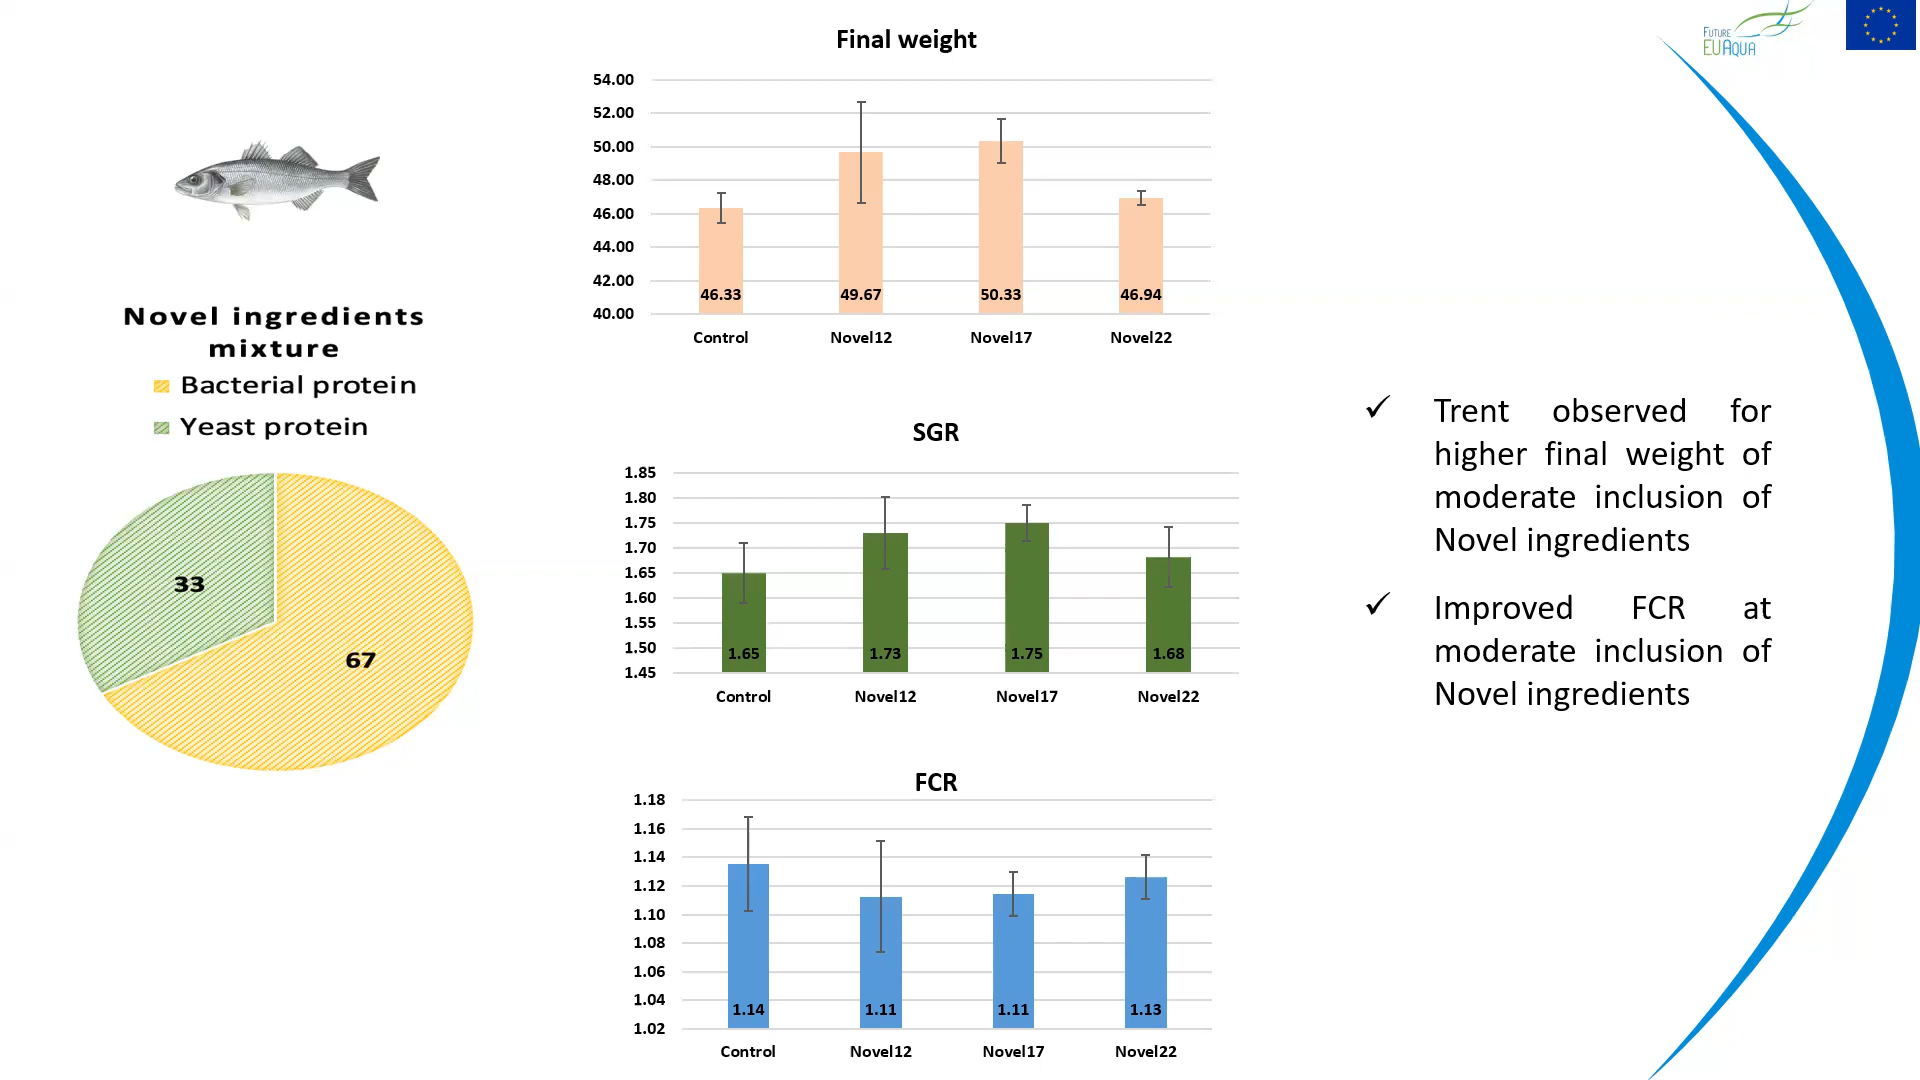 Final weight
54.00
52.00
50.00
48.00
46.00
44.00
42.00
40.00
46.33
49.67
50.33
46.94
Control
Novel12
Novel17
Novel22
FUTURE
EUAQUA
Novel ingredients
mixture
Bacterial protein
Yeast protein
33
67
SGR
1.85
1.80
1.75
1.70
1.65
1.60
1.55
1.50
1.45
1.65
1.73
1.75
1.68
Control
Novel12
Novel17
Novel22
FCR
1.18
1.16
1.14
1.12
1.10
1.08
1.06
1.04
1.02
1.14
1.11
1.11
1.13
Control
Novel12
Novel17
Novel22
Trent observed for
higher final weight of
moderate inclusion of
Novel ingredients
Improved FCR at
moderate inclusion of
Novel ingredients